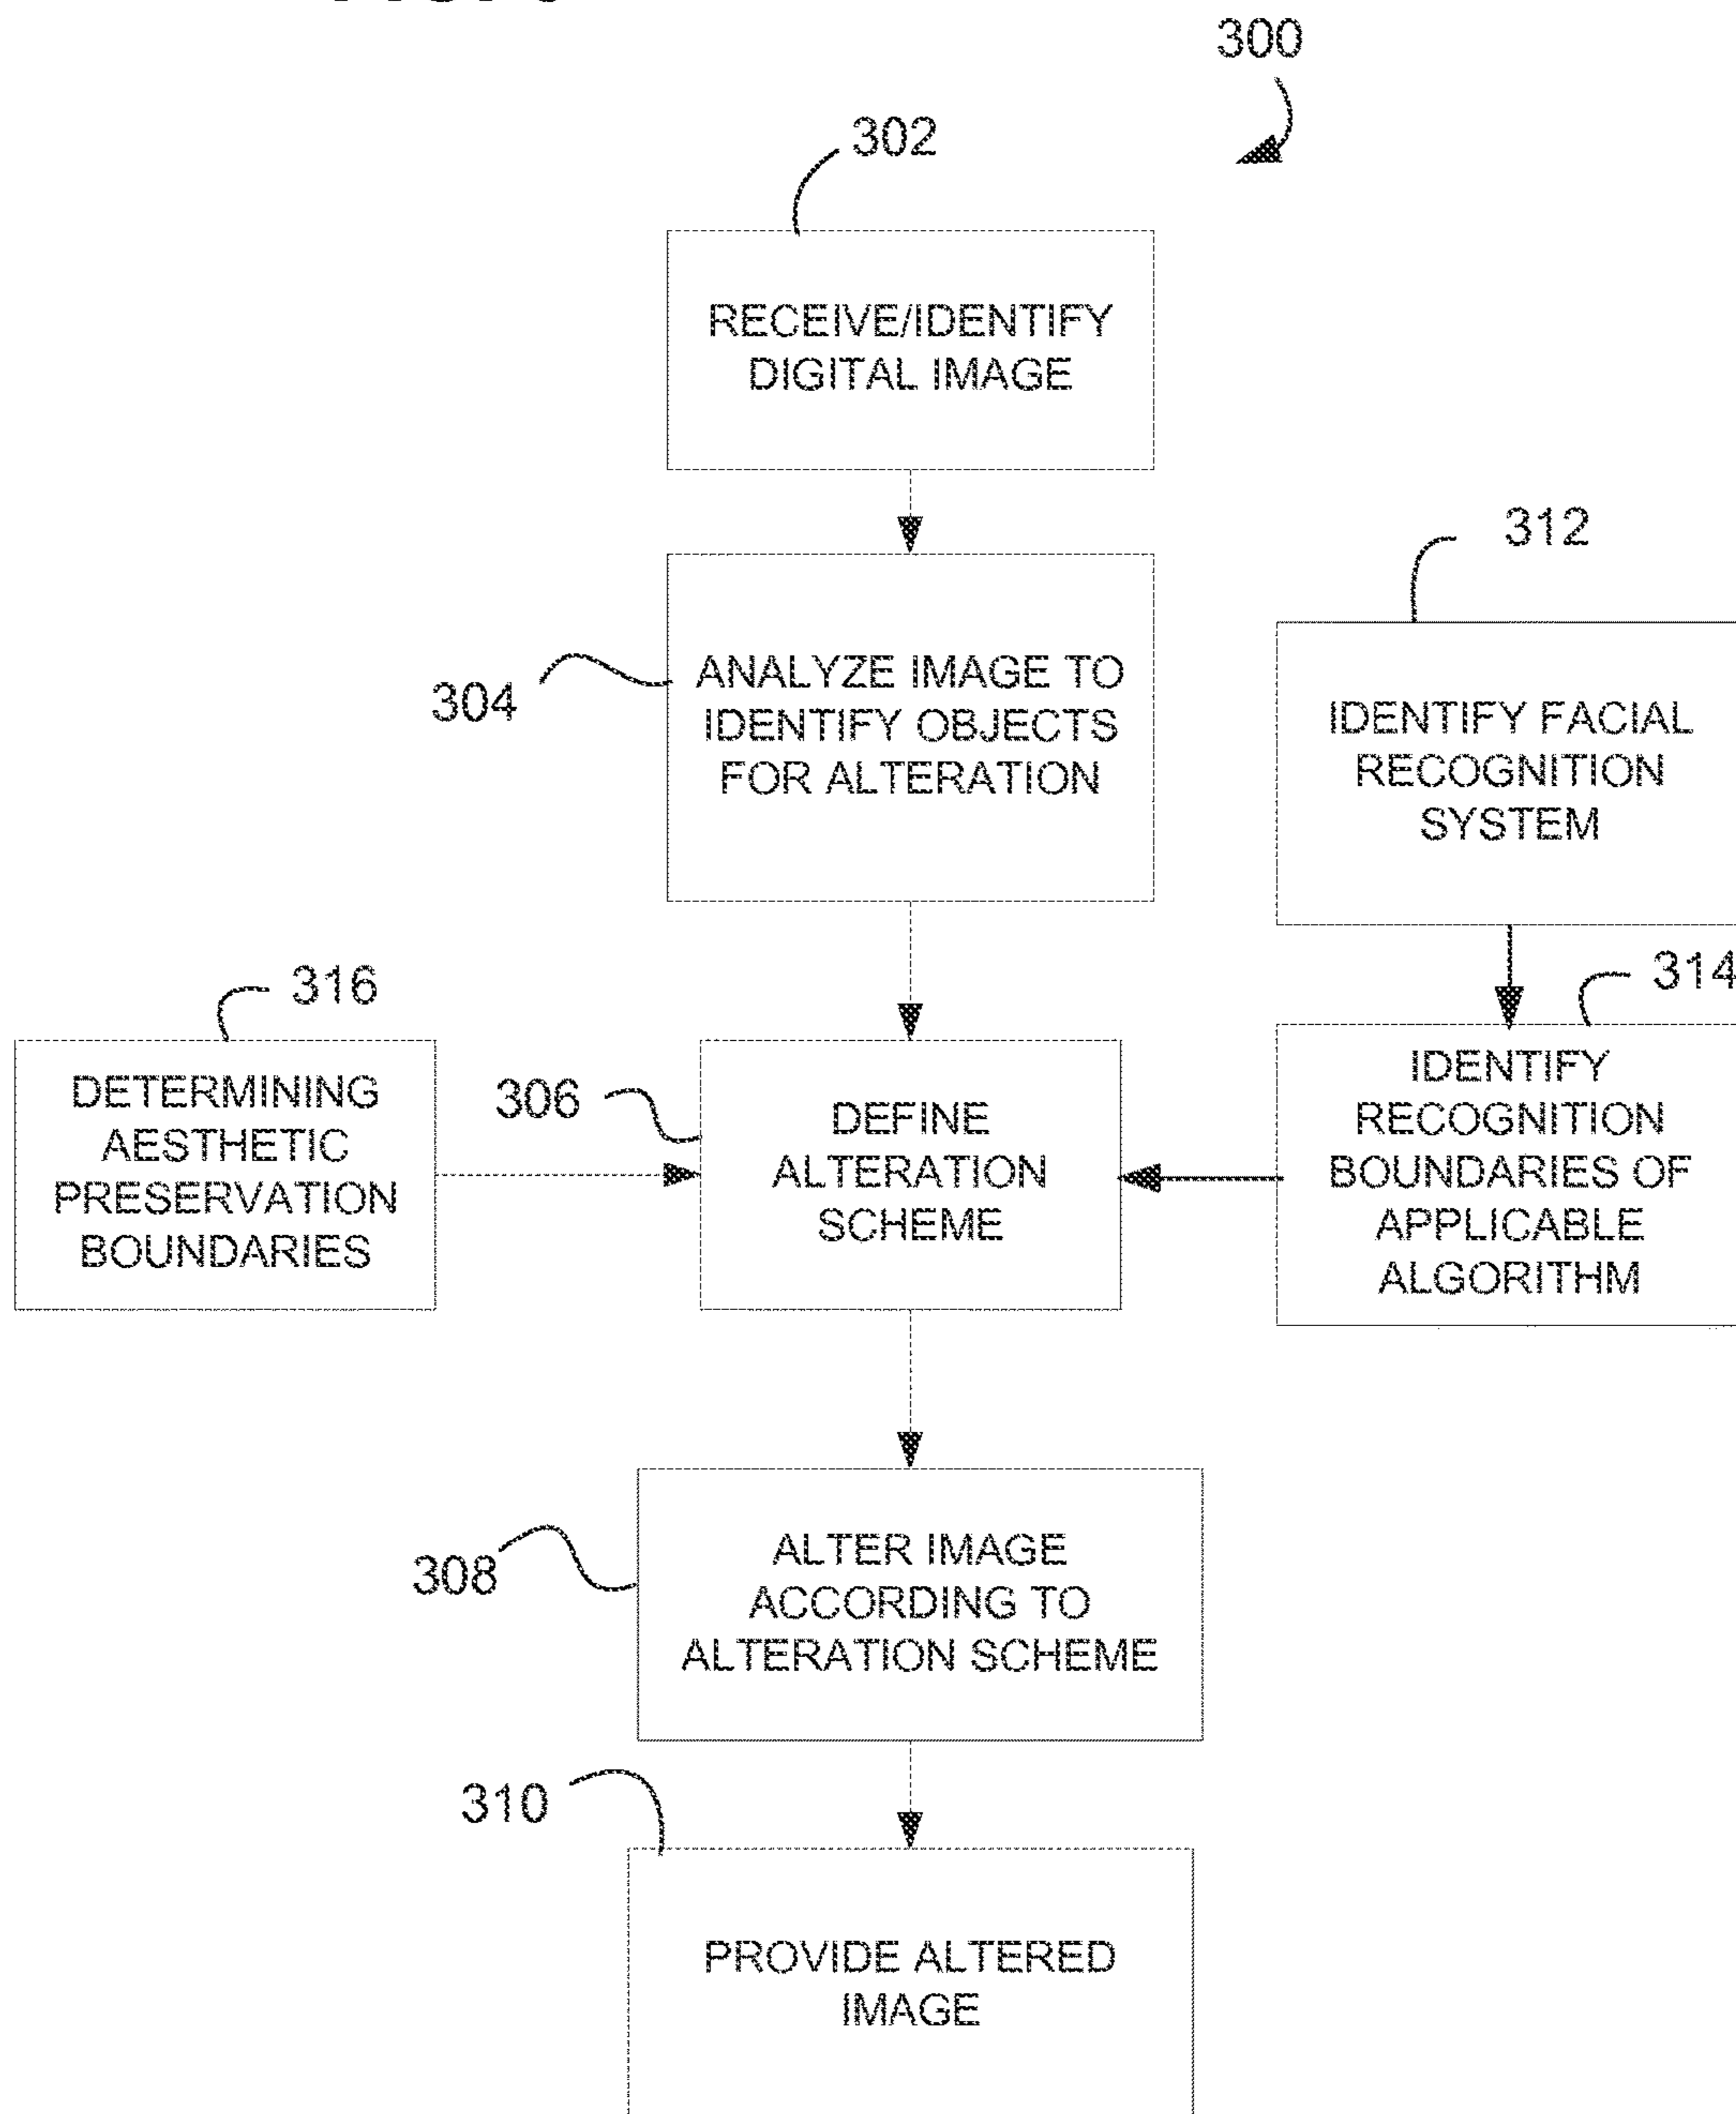 300
302
RECEIVE/IDENTIFY
DIGITAL IMAGE
304
ANALYZE IMAGE TO
IDENTIFY OBJECTS
FOR ALTERATION
312
IDENTIFY FACIAL
RECOGNITION
SYSTEM
316
DETERMINING
AESTHETIC
PRESERVATION
BOUNDARIES
306
DEFINE
ALTERATION
SCHEME
314
IDENTIFY
RECOGNITION
BOUNDARIES OF
APPLICABLE
ALGORITHM
308
ALTER IMAGE
ACCORDING TO
ALTERATION SCHEME
310
PROVIDE ALTERED
IMAGE